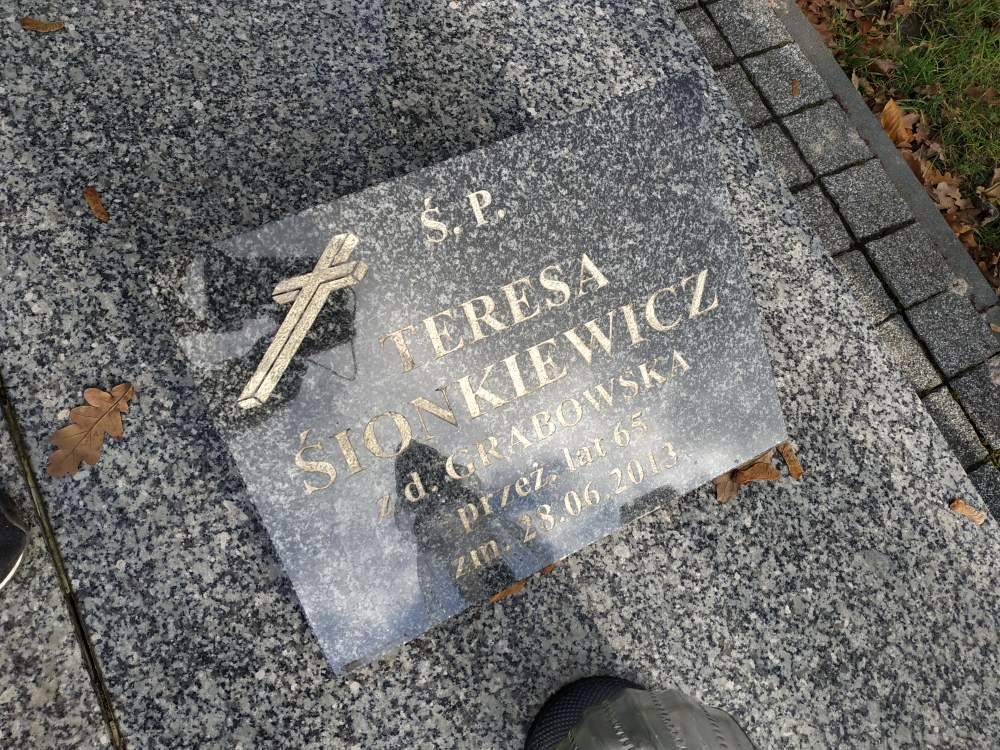 Ś. P.
TERESA
ŚIONKIEWICZ
z d. GRABOWSKA
przeż. lat 65
zm. 28.06.2013